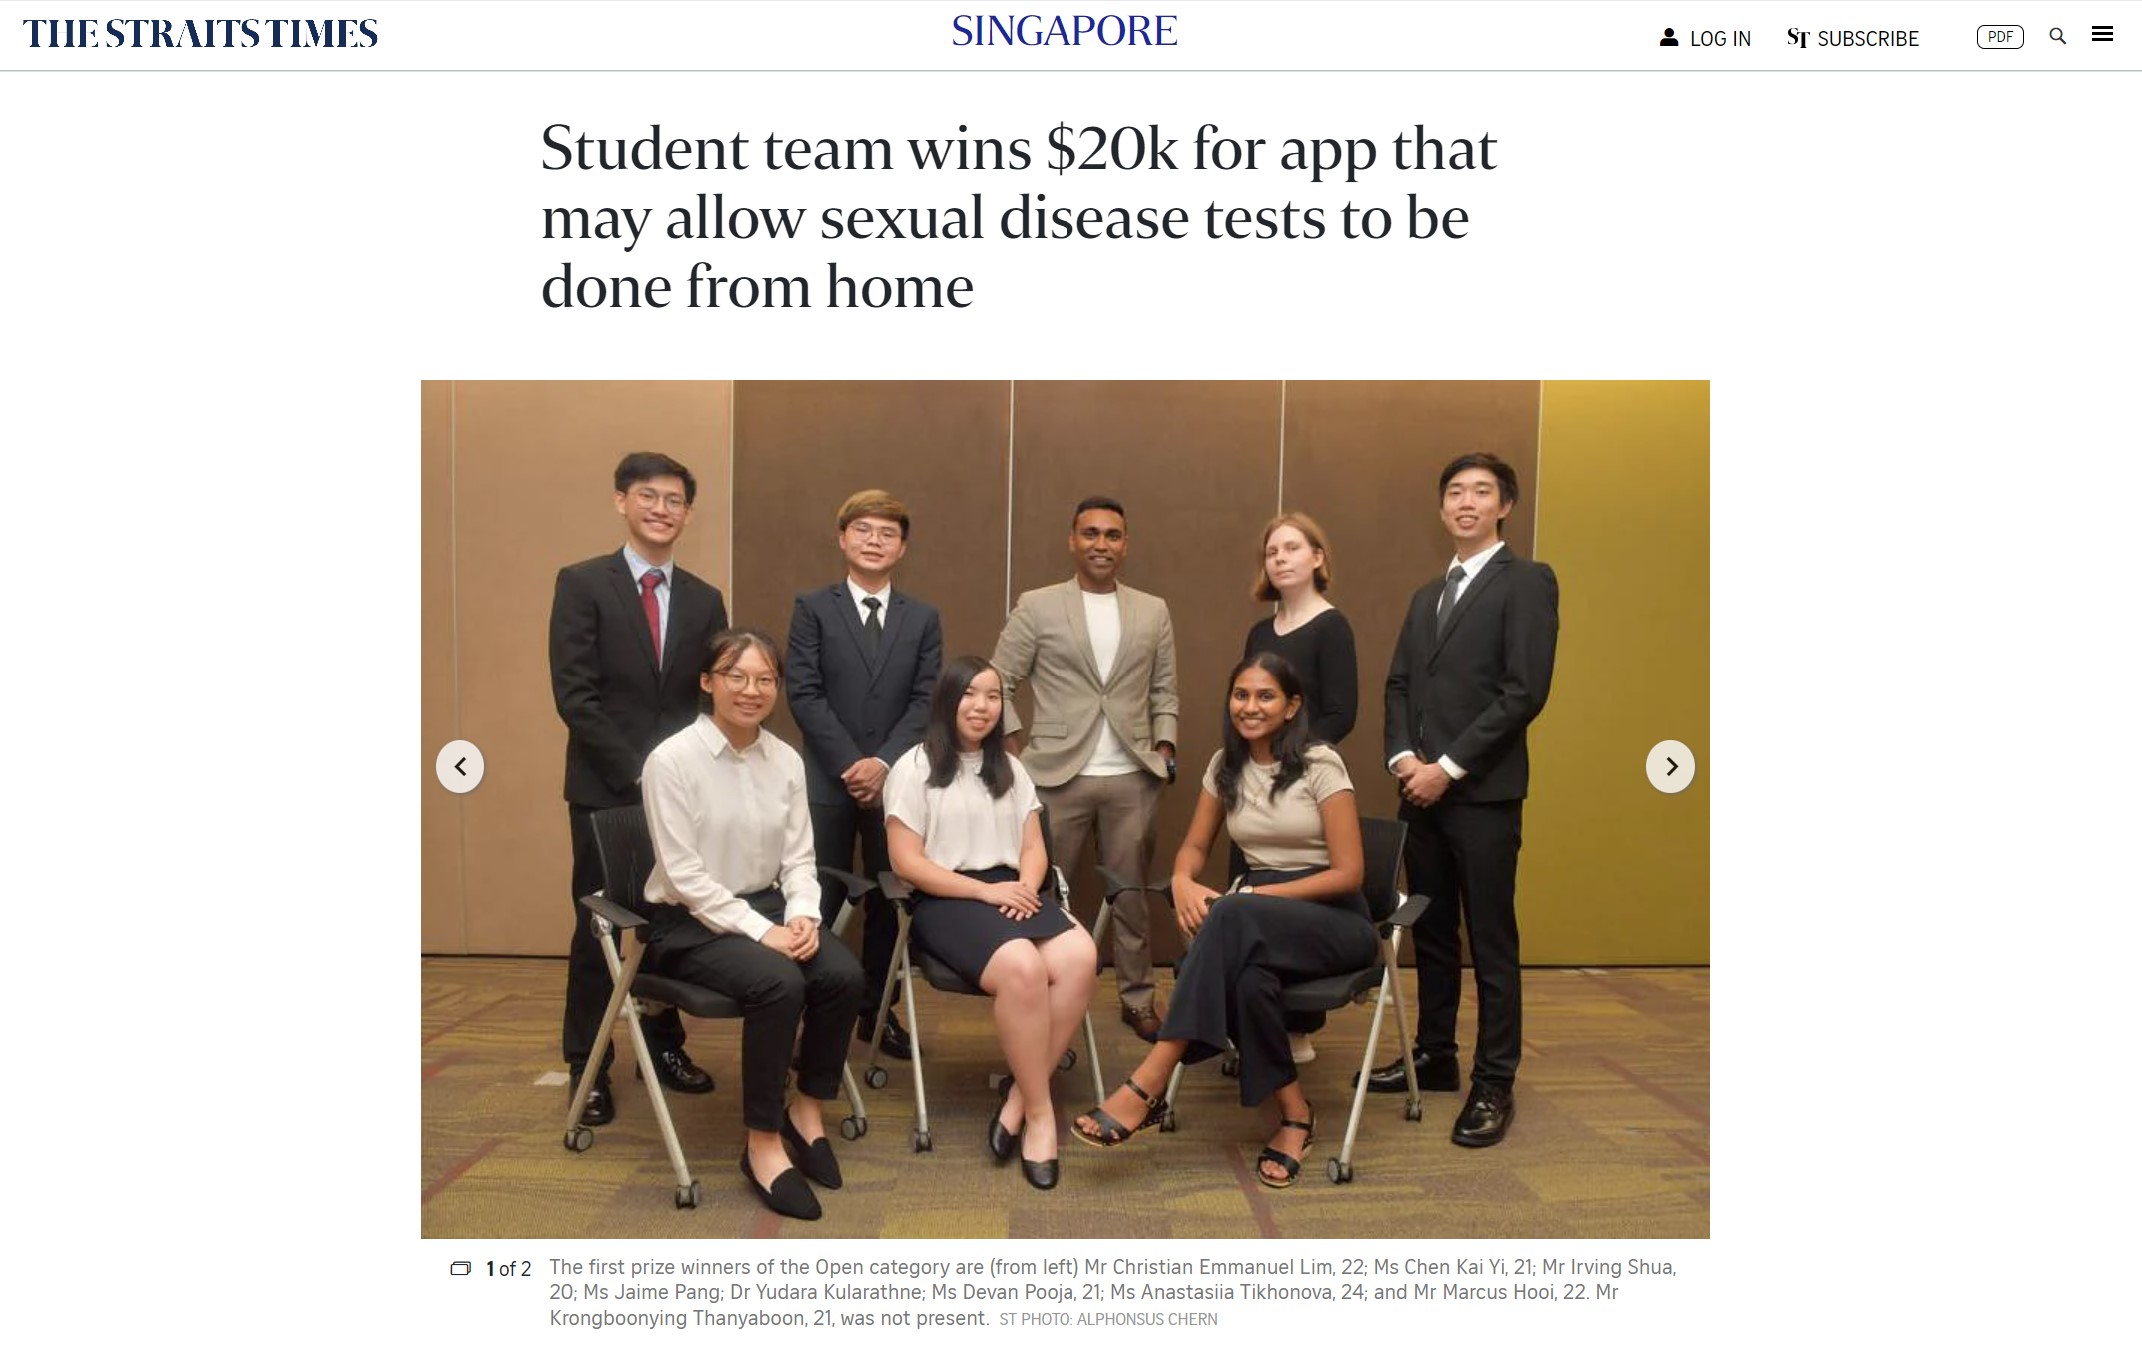 THE STRAITS TIMES
SINGAPORE
LOG IN
ST SUBSCRIBE
PDF
Student team wins $20k for app that
may allow sexual disease tests to be
done from home
1 of 2
The first prize winners of the Open category are (from left) Mr Christian Emmanuel Lim, 22; Ms Chen Kai Yi, 21; Mr Irving Shua,
20; Ms Jaime Pang; Dr Yudara Kularathne; Ms Devan Pooja, 21; Ms Anastasiia Tikhonova, 24; and Mr Marcus Hooi, 22. Mr
Krongboonying Thanyaboon, 21, was not present. ST PHOTO: ALPHONSUS CHERN